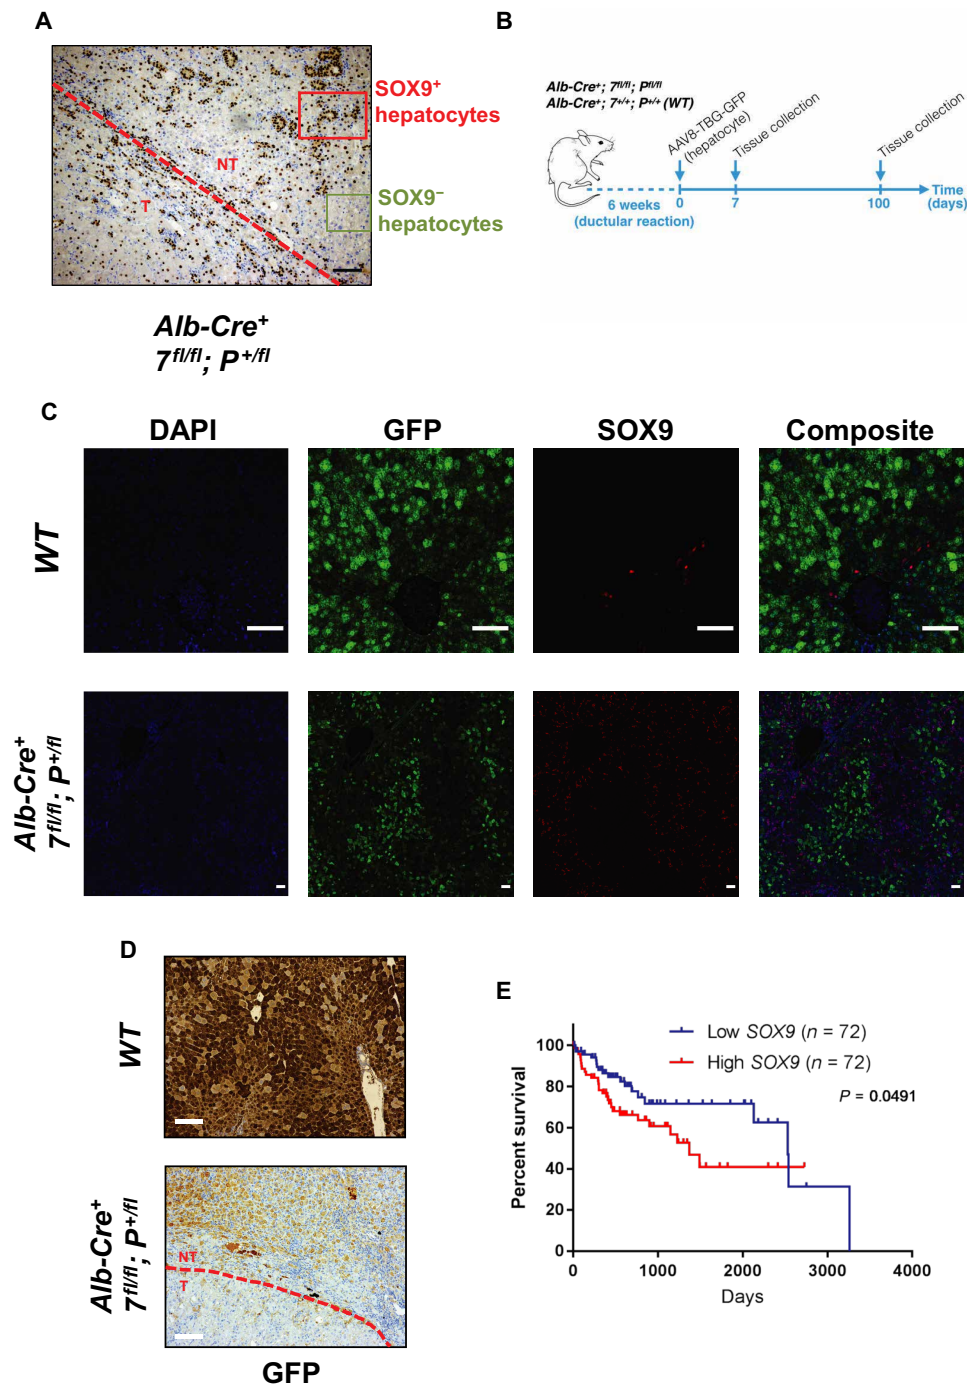 A
SOX9+
hepatocytes
NT
T
SOX9−
hepatocytes
Alb-Cre+
7fl/fl; P+/fl
B
Alb-Cre+; 7fl/fl; Pfl/fl
Alb-Cre+; 7+/+; P+/+ (WT)
AAV8-TBG-GFP
(hepatocyte)
Tissue collection
Tissue collection
6 weeks
(ductular reaction)
0
7
100
Time
(days)
C
DAPI
GFP
SOX9
Composite
WT
Alb-Cre+
7fl/fl; P+/fl
D
WT
Alb-Cre+
7fl/fl; P+/fl
NT
T
GFP
E
Low SOX9 (n = 72)
High SOX9 (n = 72)
P = 0.0491
Percent survival
100
80
60
40
20
0
0
1000
2000
3000
4000
Days